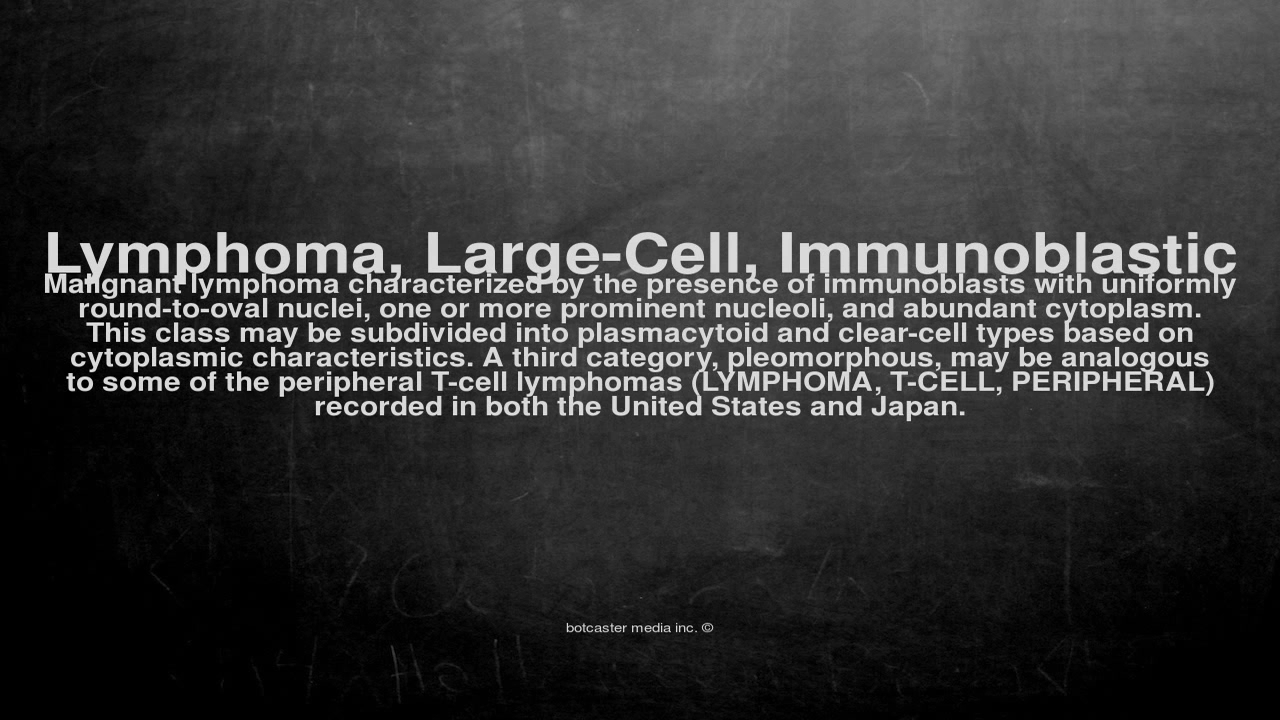 Lymphoma, Large-Cell, Immunoblastic
Malignant lymphoma characterized by the presence of immunoblasts with uniformly
round-to-oval nuclei, one or more prominent nucleoli, and abundant cytoplasm.
This class may be subdivided into plasmacytoid and clear-cell types based on
cytoplasmic characteristics. A third category, pleomorphous, may be analogous
to some of the peripheral T-cell lymphomas (LYMPHOMA, T-CELL, PERIPHERAL)
recorded in both the United States and Japan.
botcaster media inc. ©